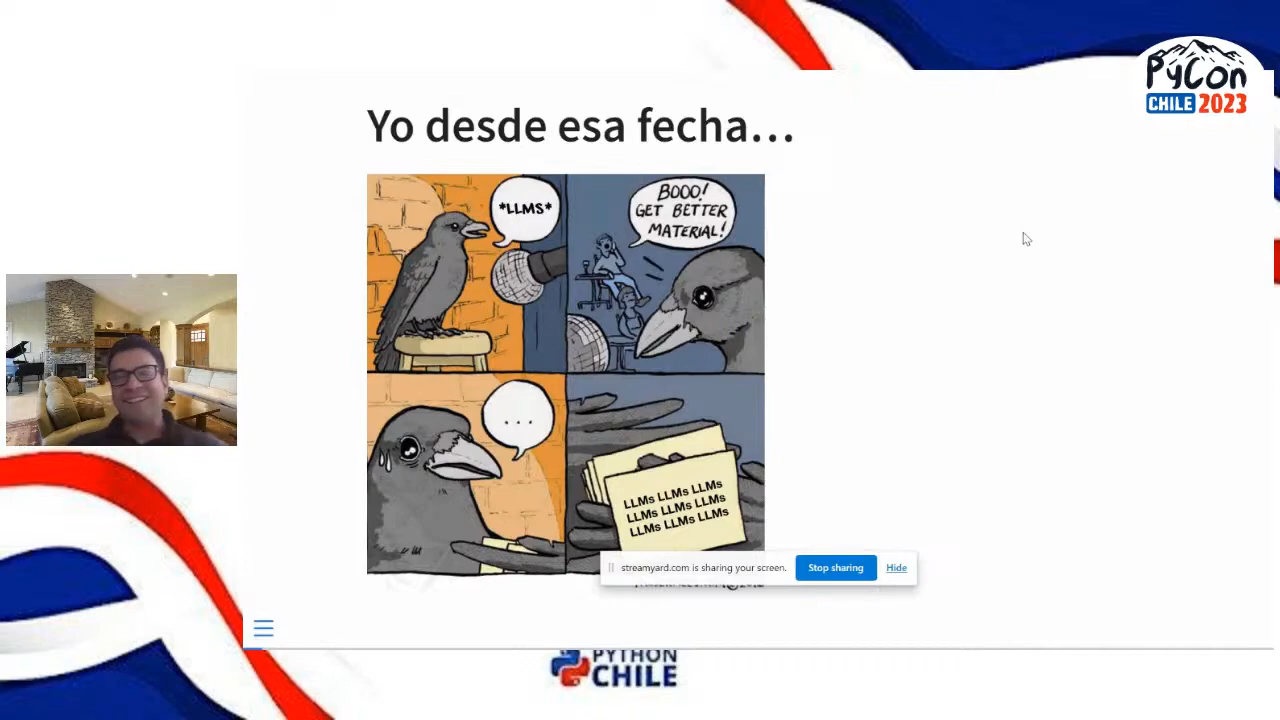 PyCon
CHILE 2023
Yo desde esa fecha...
*LLMS*
BOOO!
GET BETTER
MATERIAL!
...
LLMs LLMs LLMs
LLMs LLMs LLMs
LLMs LLMs LLMs
streamyard.com is sharing your screen.
Stop sharing
Hide
PYTHON
CHILE